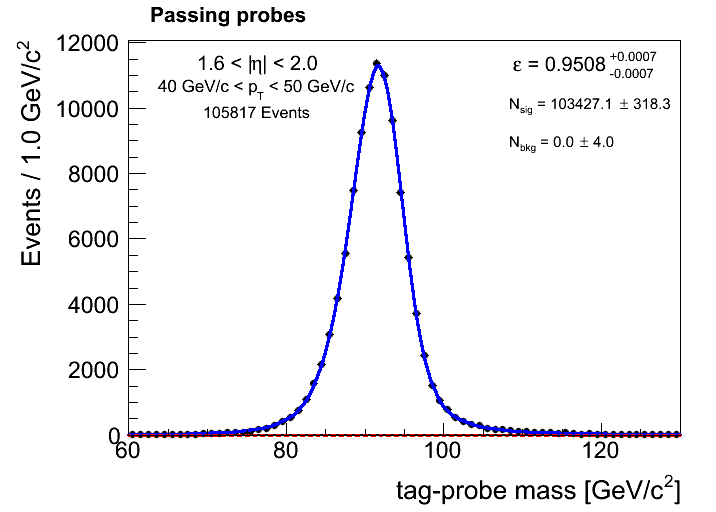 Passing probes
Events / 1.0 GeV/c²
12000
10000
8000
6000
4000
2000
0
1.6 < |η| < 2.0
40 GeV/c < p_T < 50 GeV/c
105817 Events
ε = 0.9508 +0.0007 -0.0007
N_sig = 103427.1 ± 318.3
N_bkg = 0.0 ± 4.0
60 80 100 120
tag-probe mass [GeV/c²]